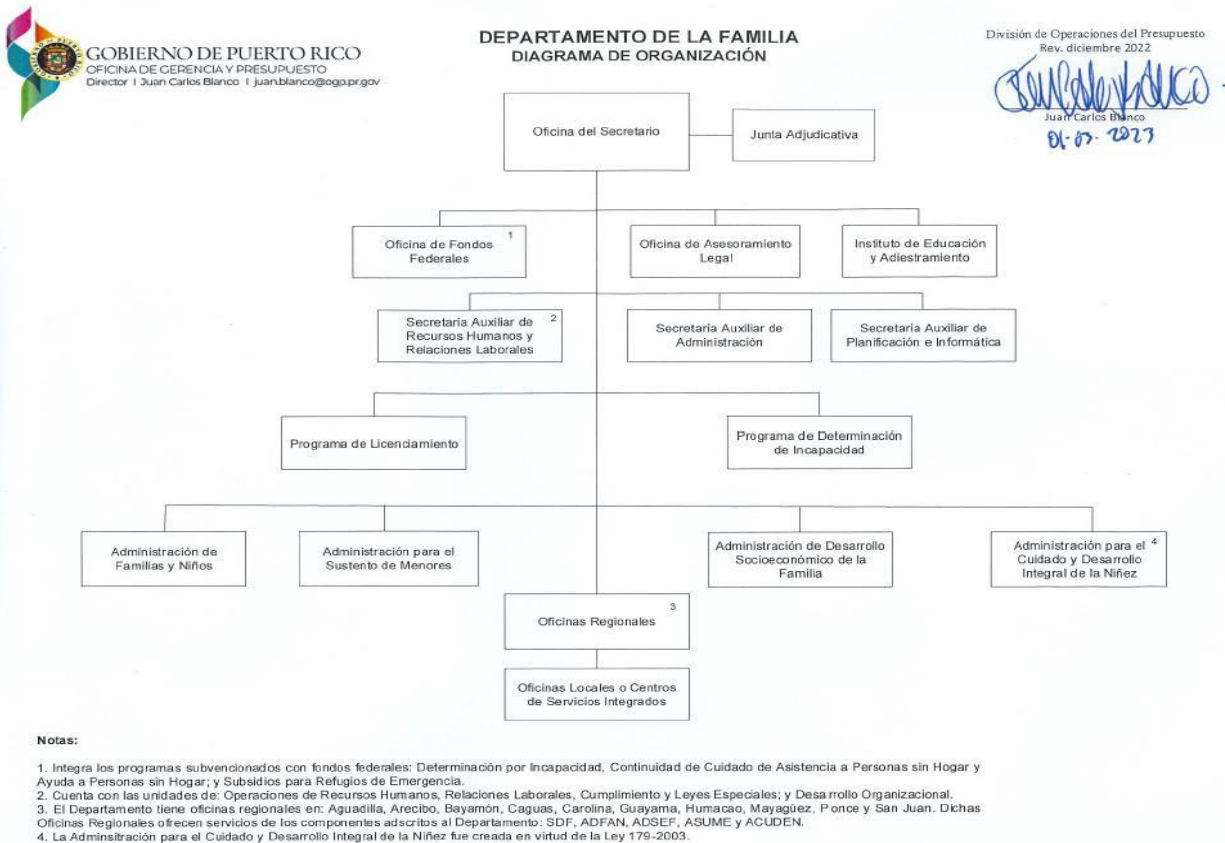 GOBIERNO DE PUERTO RICO
OFICINA DE GERENCIA Y PRESUPUESTO
Director I Juan Carlos Blanco I juan.blanco@ogp.pr.gov
DEPARTAMENTO DE LA FAMILIA
DIAGRAMA DE ORGANIZACIÓN
División de Operaciones del Presupuesto
Rev. diciembre 2022
Juan Carlos Blanco
Oficina del Secretario
Junta Adjudicativa
Oficina de Fondos
Federales
1
Oficina de Asesoramiento
Legal
Instituto de Educación
y Adiestramiento
Secretaría Auxiliar de
Recursos Humanos y
Relaciones Laborales
2
Secretaría Auxiliar de
Administración
Secretaría Auxiliar de
Planificación e Informática
Programa de Licenciamiento
Programa de Determinación
de Incapacidad
Administración de
Familias y Niños
Administración para el
Sustento de Menores
Administración de Desarrollo
Socioeconómico de la
Familia
Administración para el
Cuidado y Desarrollo
Integral de la Niñez
4
Oficinas Regionales
3
Oficinas Locales o Centros
de Servicios Integrados
Notas:
1. Integra los programas subvencionados con fondos federales: Determinación por Incapacidad, Continuidad de Cuidado de Asistencia a Personas sin Hogar y
Ayuda a Personas sin Hogar; y Subsidios para Refugios de Emergencia.
2. Cuenta con las unidades de: Operaciones de Recursos Humanos, Relaciones Laborales, Cumplimiento y Leyes Especiales; y Desarrollo Organizacional.
3. El Departamento tiene oficinas regionales en: Aguadilla, Arecibo, Bayamón, Caguas, Carolina, Guayama, Humacao, Mayagüez, Ponce y San Juan. Dichas
Oficinas Regionales ofrecen servicios de los componentes adscritos al Departamento: SDF, ADFAN, ADSEF, ASUME y ACUDEN.
4. La Adminsitración para el Cuidado y Desarrollo Integral de la Niñez fue creada en virtud de la Ley 179-2003.